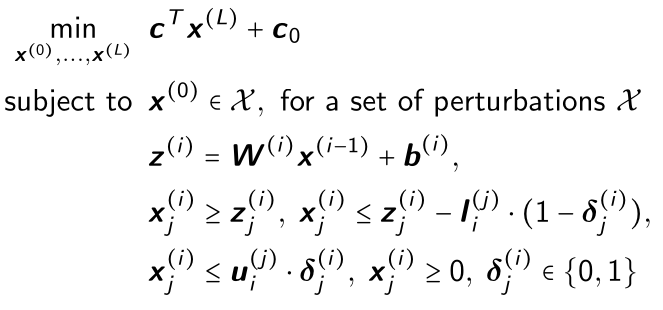 min c^T x^{(L)} + c_0
x^{(0)},...,x^{(L)}
subject to x^{(0)} ∈ 𝒳, for a set of perturbations 𝒳
z^{(i)} = W^{(i)} x^{(i−1)} + b^{(i)},
x_j^{(i)} ≥ z_j^{(i)}, x_j^{(i)} ≤ z_j^{(i)} − l_i^{(j)} · (1 − δ_j^{(i)}),
x_j^{(i)} ≤ u_i^{(j)} · δ_j^{(i)}, x_j^{(i)} ≥ 0, δ_j^{(i)} ∈ {0, 1}